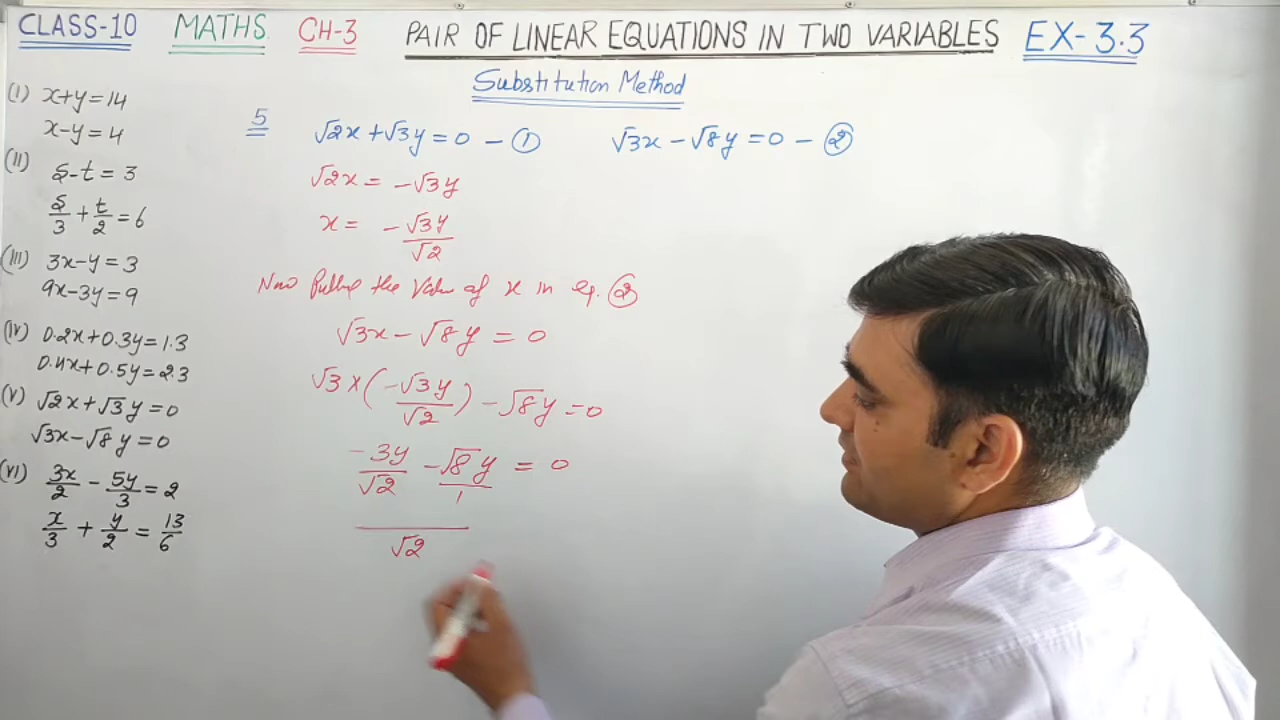 CLASS-10 MATHS CH-3 PAIR OF LINEAR EQUATIONS IN TWO VARIABLES EX-3.3
Substitution Method
(I) x+y=14
x-y=4
(II) s-t=3
s/3 + t/2 = 6
(III) 3x-y=3
9x-3y=9
(IV) 0.2x+0.3y=1.3
0.4x+0.5y=2.3
(V) √2x+√3y=0
√3x-√8y=0
(VI) 3x/2 - 5y/3 = 2
x/3 + y/2 = 13/6
5 √2x+√3y=0 - ① √3x-√8y=0 - ②
√2x = -√3y
x = -√3y/√2
Now the value of x in eq. ②
√3x-√8y=0
√3×(-√3y/√2)-√8y=0
-3y/√2 - √8y/1 = 0
√2